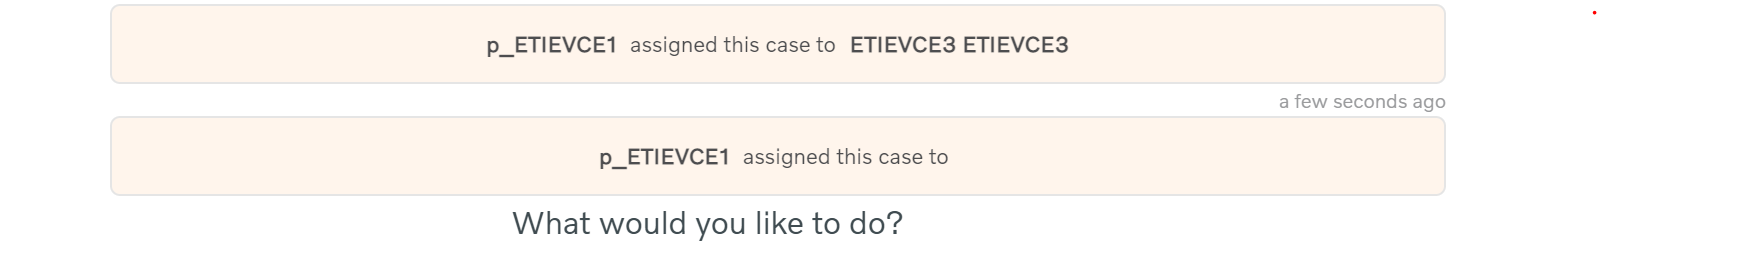 p_ETIEVCE1 assigned this case to ETIEVCE3 ETIEVCE3
a few seconds ago
p_ETIEVCE1 assigned this case to
What would you like to do?